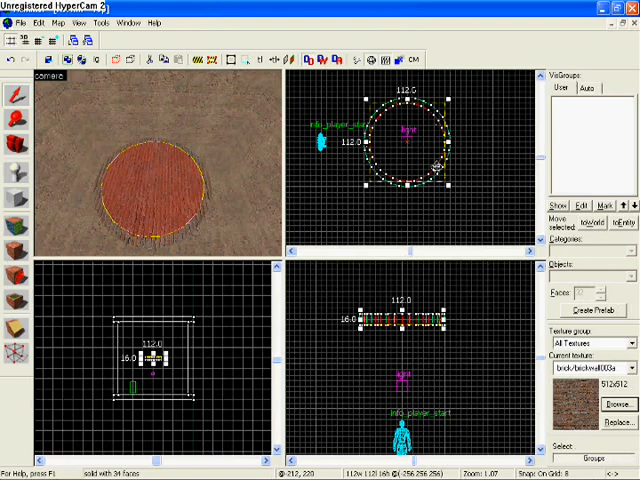 Unregistered HyperCam 2
File Edit Map View Tools Window Help
3D
CM
camera
112.0
info_player_start
light
112.0
112.0
16.0
112.0
16.0
light
info_player_start
VisGroups:
User Auto
Show Edit Mark
Move selected: toWorld toEntity
Categories:
Objects:
Faces:
Create Prefab
Texture group:
All Textures
Current texture:
brick/brickwall003a
512x512
Browse...
Replace...
Select
Groups
For Help, press F1 solid with 34 faces @-212, 220 112w 112l 16h @(-256 256 256) Zoom: 1.07 Snap: On Grid: 8 <->